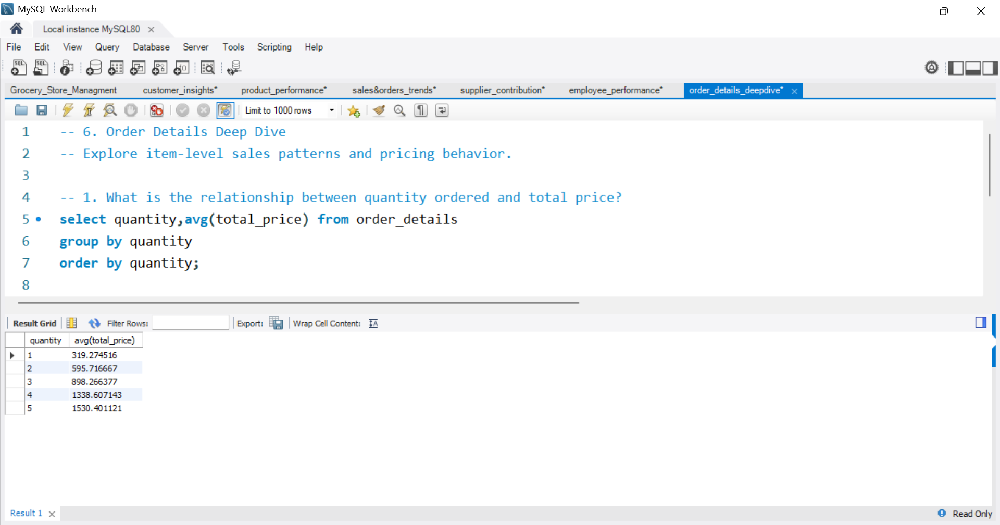 MySQL Workbench
Local instance MySQL80
File Edit View Query Database Server Tools Scripting Help
SQL SQL
Grocery_Store_Managment customer_insights* product_performance* sales&orders_trends* supplier_contribution* employee_performance* order_details_deepdive*
Limit to 1000 rows
1 -- 6. Order Details Deep Dive
2 -- Explore item-level sales patterns and pricing behavior.
3
4 -- 1. What is the relationship between quantity ordered and total price?
5 select quantity,avg(total_price) from order_details
6 group by quantity
7 order by quantity;
8
Result Grid Filter Rows: Export: Wrap Cell Content:
quantity avg(total_price)
1 319.274516
2 595.716667
3 898.266377
4 1338.607143
5 1530.401121
Result 1 Read Only